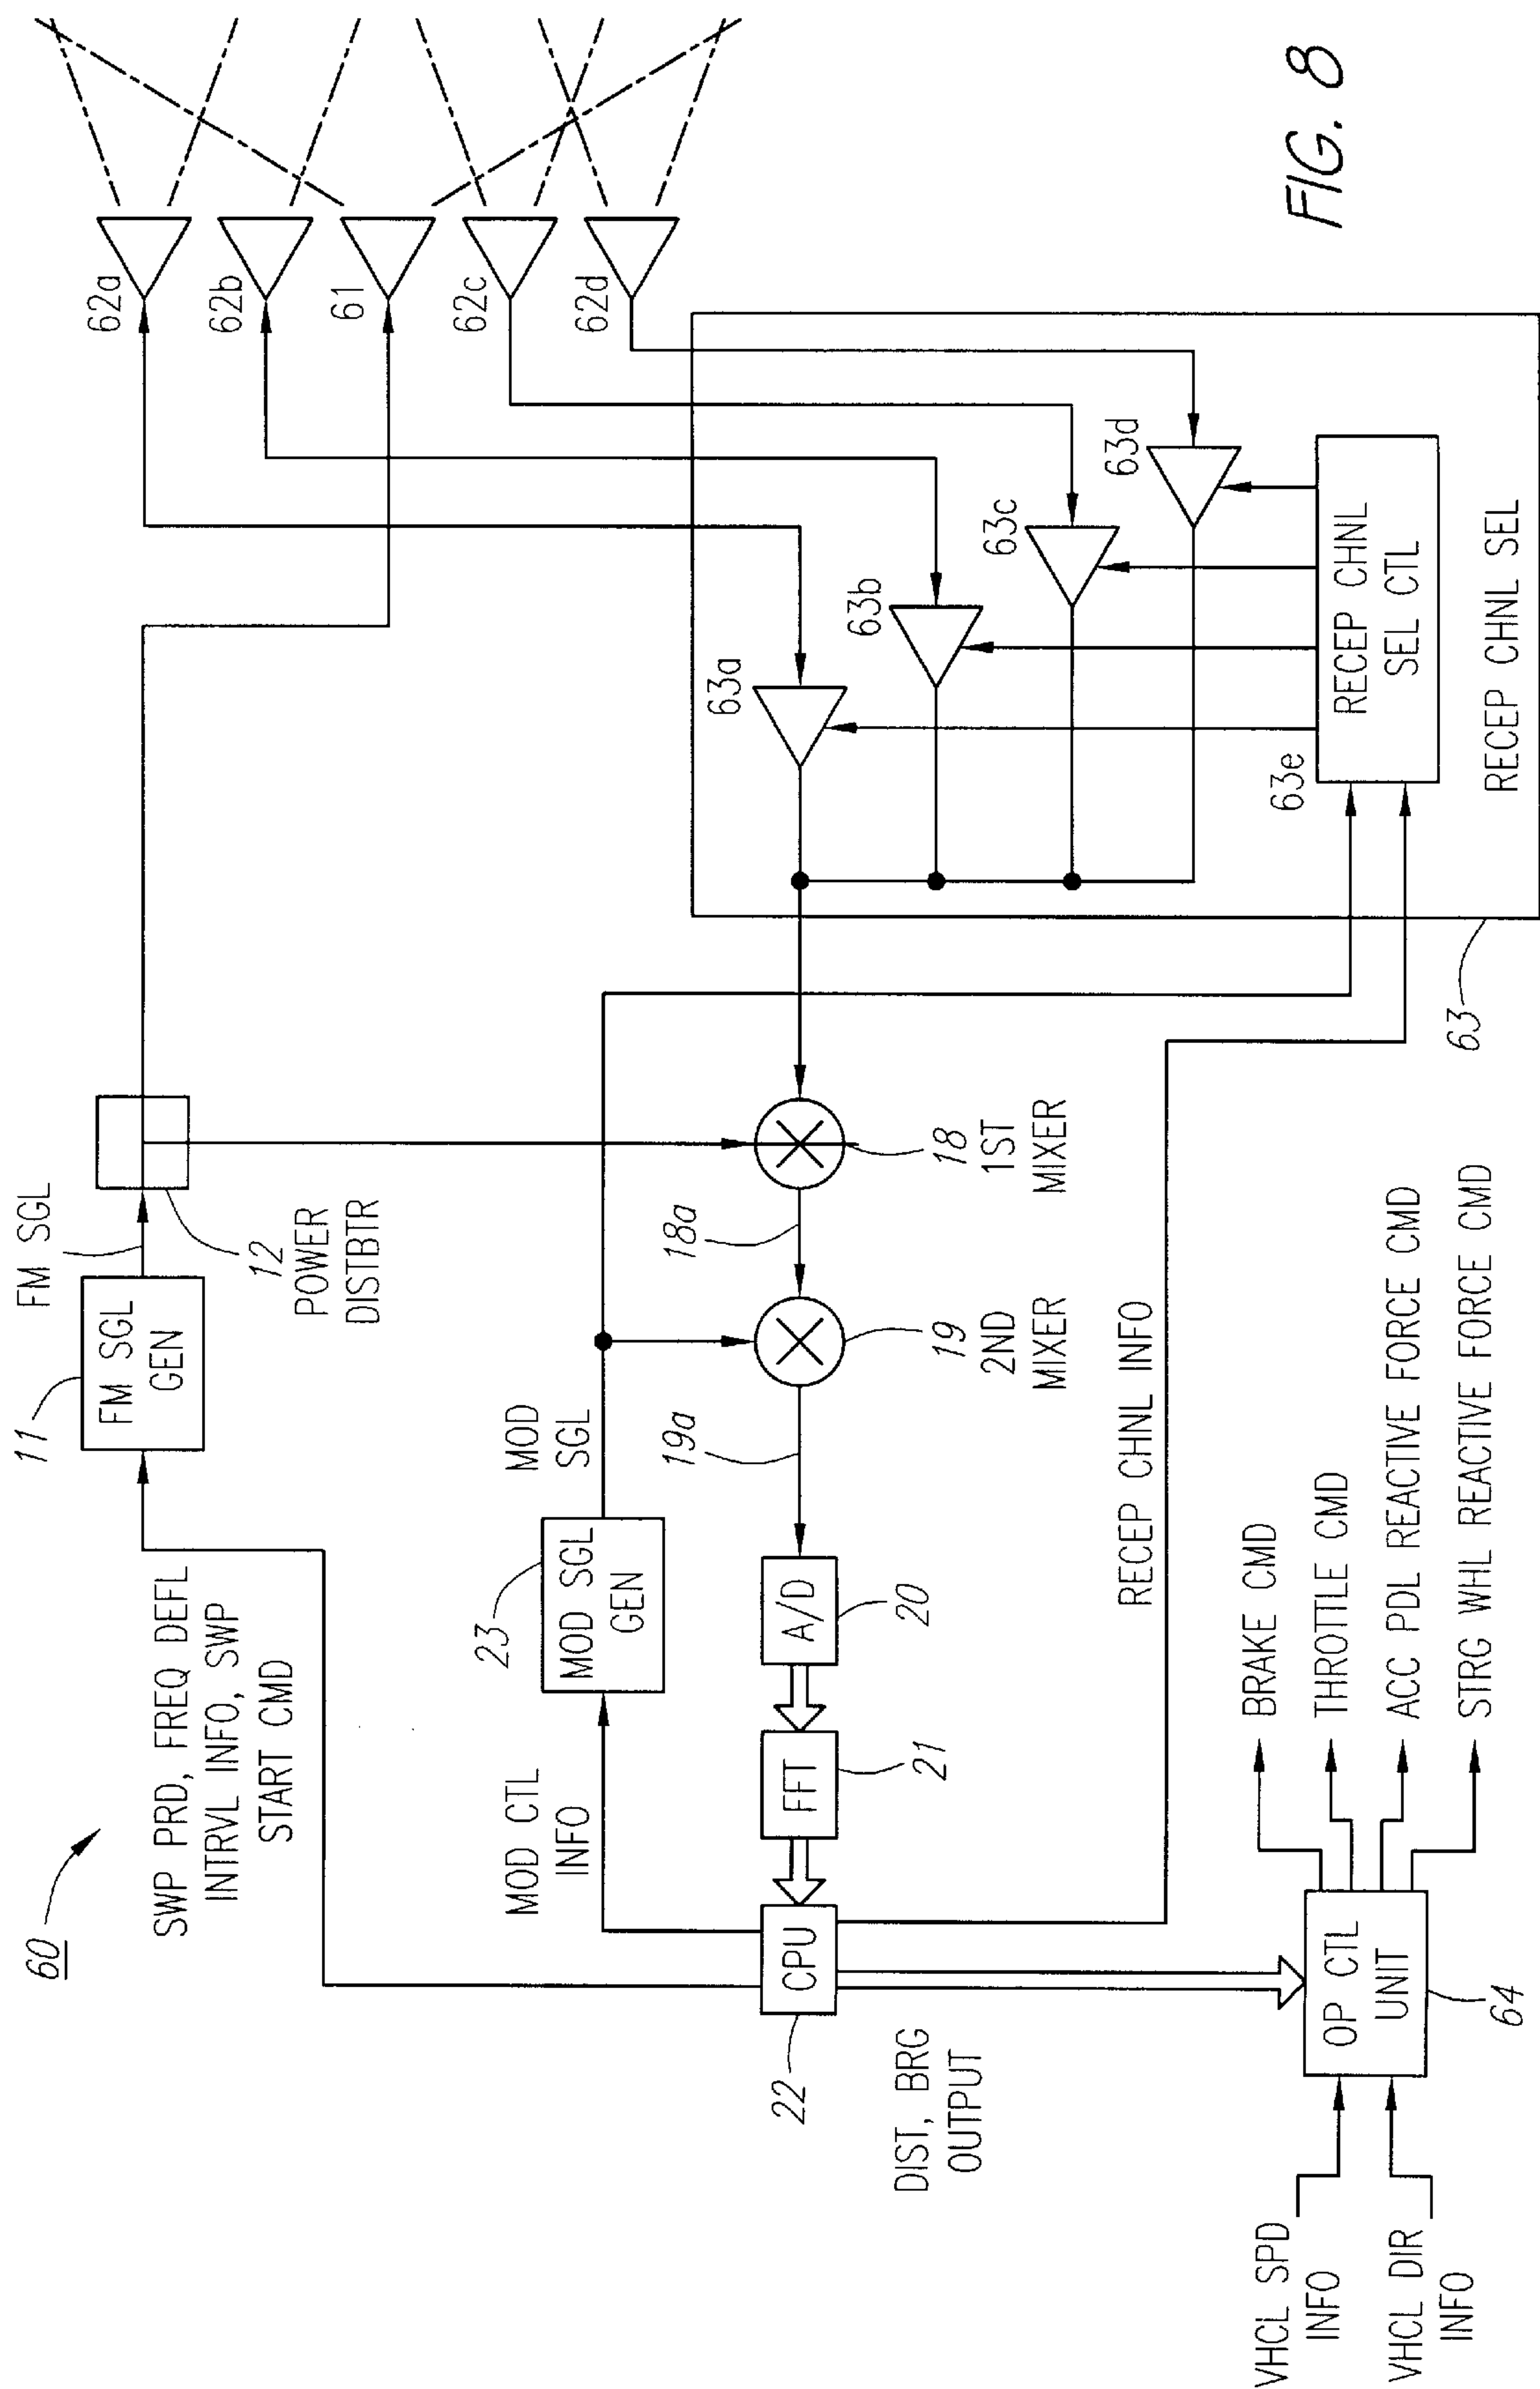 60
11
FM SGL
GEN
FM SGL
12
POWER
DISTBTR
62a
62b
61
62c
62d
SWP PRD, FREQ DEFL
INTRVL INFO, SWP
START CMD
MOD CTL
INFO
23
MOD SGL
GEN
MOD
SGL
22
CPU
FFT
21
A/D
20
19a
19
2ND
MIXER
18a
18
1ST
MIXER
DIST, BRG
OUTPUT
RECEP CHNL INFO
63a
63b
63c
63d
63e
RECEP CHNL
SEL CTL
RECEP CHNL SEL
63
VHCL SPD
INFO
VHCL DIR
INFO
OP CTL
UNIT
64
BRAKE CMD
THROTTLE CMD
ACC PDL REACTIVE FORCE CMD
STRG WHL REACTIVE FORCE CMD
FIG. 8